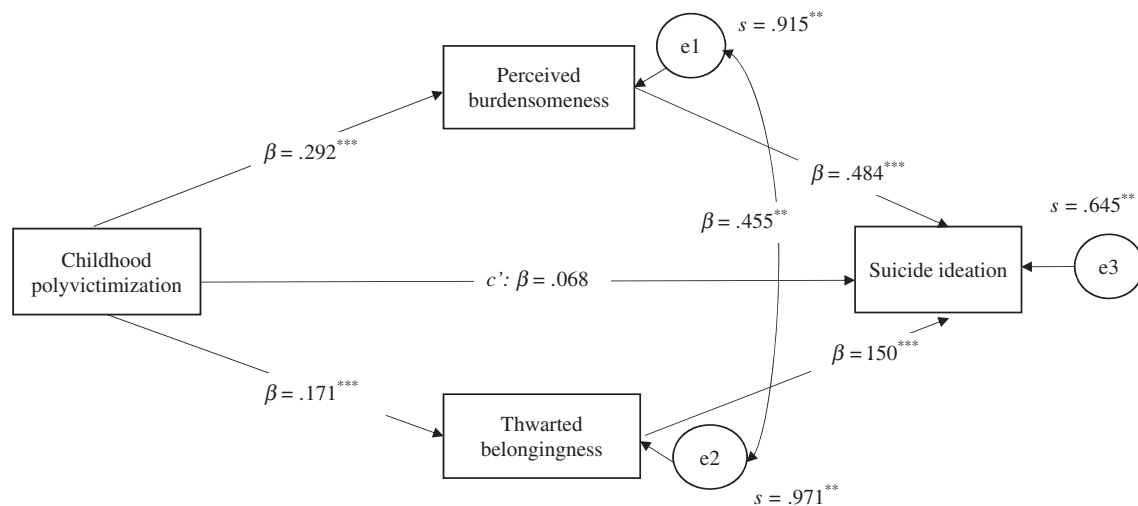 s = .915**
e1
Perceived
burdensomeness
β = .292***
β = .484***
s = .645**
β = .455**
Childhood
polyvictimization
c’: β = .068
Suicide ideation
e3
β = 150***
β = .171***
Thwarted
belongingness
e2
s = .971**